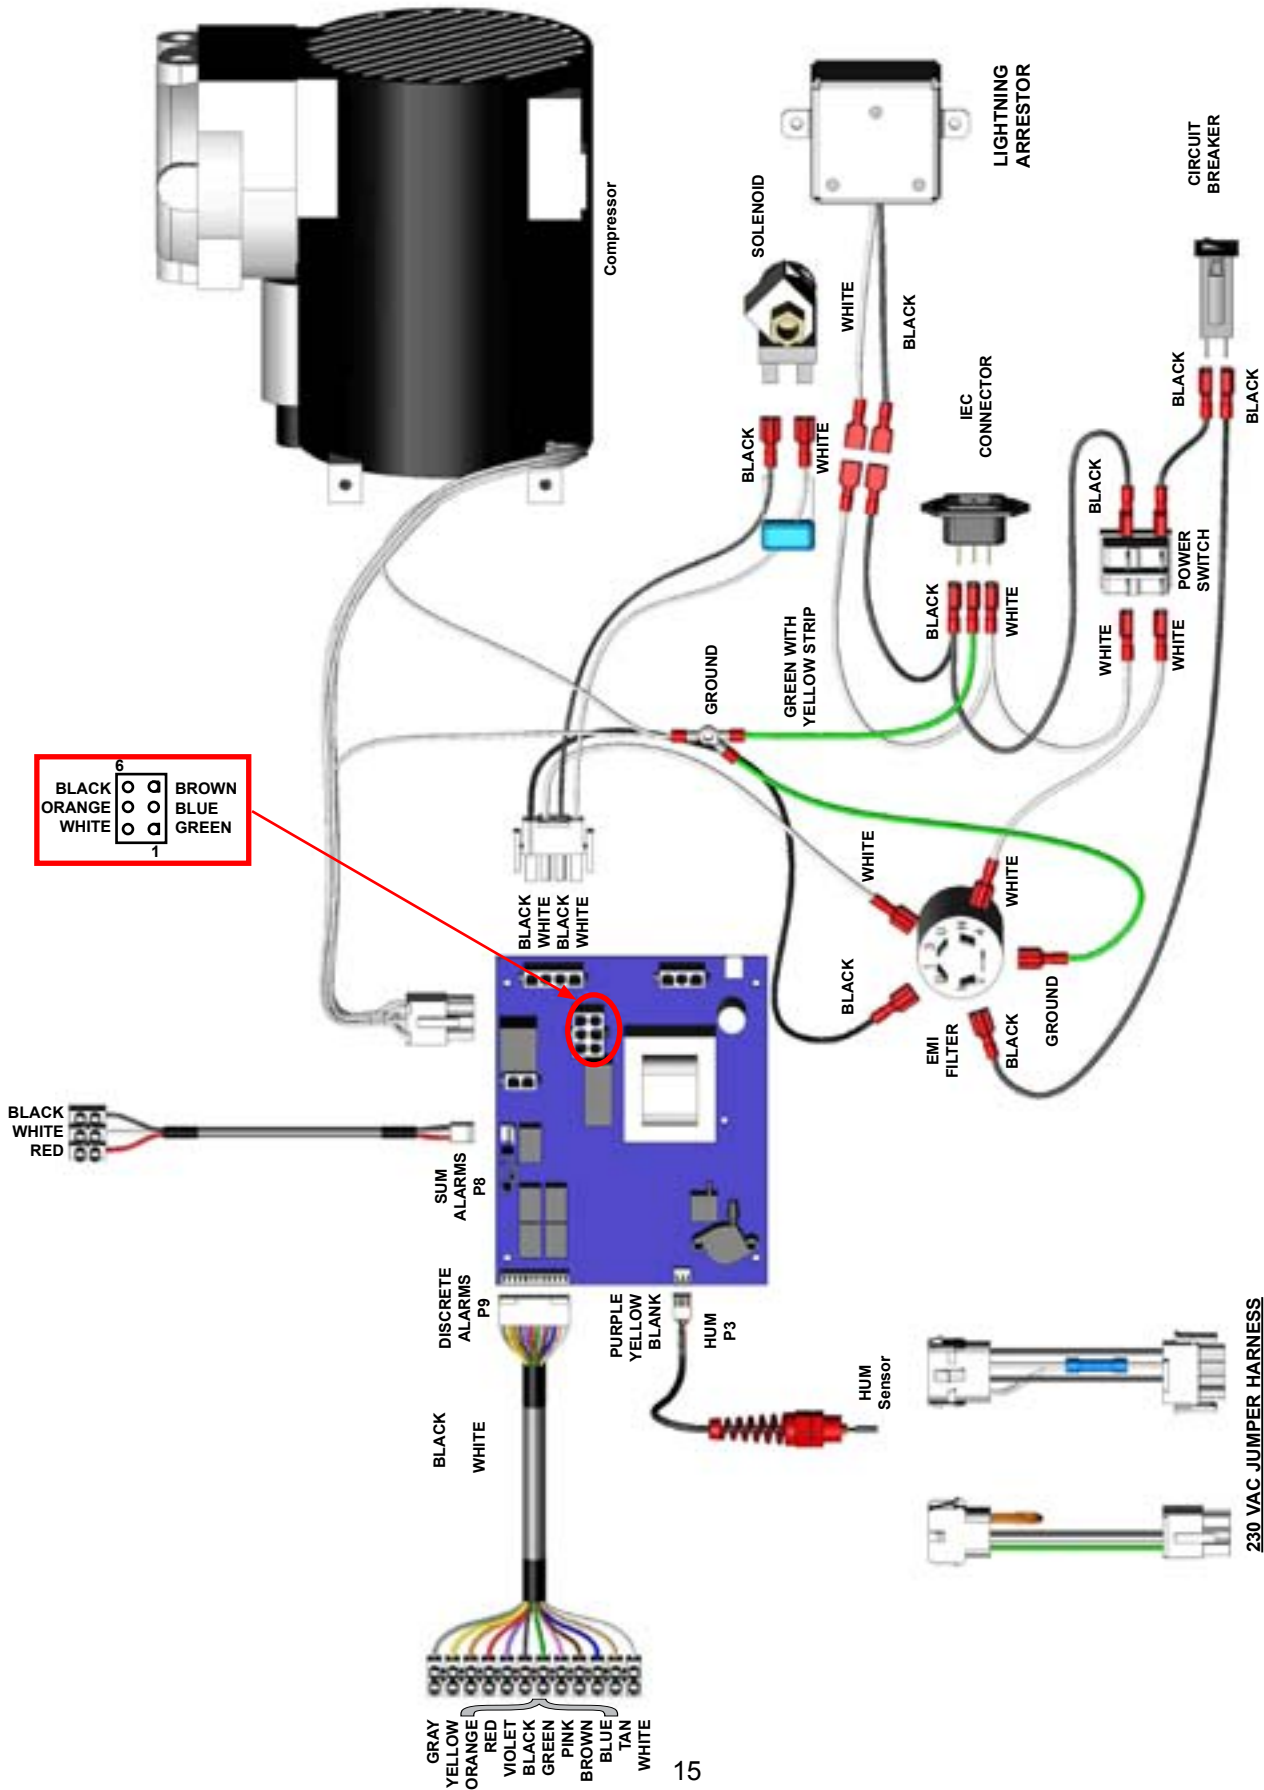 Compressor
SOLENOID
LIGHTNING
ARRESTOR
CIRCUIT
BREAKER
WHITE
BLACK
BLACK
WHITE
IEC
CONNECTOR
BLACK
BLACK
BLACK
POWER
SWITCH
BLACK
WHITE
GREEN WITH
YELLOW STRIP
GROUND
WHITE
WHITE
6
BLACK
ORANGE
WHITE
BROWN
BLUE
GREEN
1
BLACK
WHITE
BLACK
WHITE
WHITE
WHITE
BLACK
EMI
FILTER
BLACK
GROUND
BLACK
WHITE
RED
SUM
ALARMS
P8
DISCRETE
ALARMS
P9
PURPLE
YELLOW
BLANK
HUM
P3
HUM
Sensor
BLACK
WHITE
230 VAC JUMPER HARNESS
GRAY
YELLOW
ORANGE
RED
VIOLET
BLACK
GREEN
PINK
BROWN
BLUE
TAN
WHITE
15